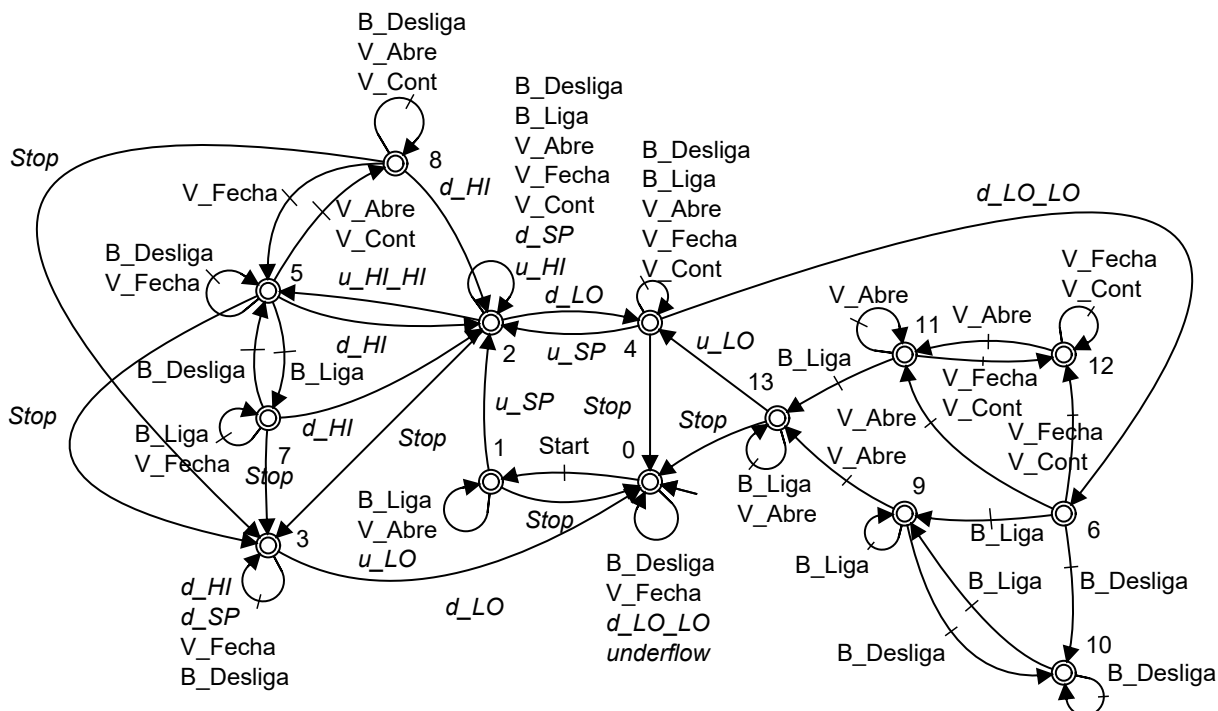 B_Desliga
V_Abre
V_Cont
Stop
8
d_HI
V_Fecha
V_Abre
V_Cont
B_Desliga
B_Liga
V_Abre
V_Fecha
V_Cont
d_SP
u_HI
B_Desliga
B_Liga
V_Abre
V_Fecha
V_Cont
d_LO_LO
B_Desliga
V_Fecha
5
u_HI_HI
d_HI
2
d_LO
u_SP
4
u_LO
B_Desliga
B_Liga
Stop
B_Liga
V_Fecha
7
d_HI
Stop
Stop
u_SP
1
Start
Stop
0
Stop
Stop
B_Liga
V_Abre
u_LO
3
d_HI
d_SP
V_Fecha
B_Desliga
d_LO
B_Desliga
V_Fecha
d_LO_LO
underflow
13
B_Liga
V_Abre
B_Liga
V_Abre
11
V_Abre
V_Fecha
V_Cont
V_Fecha
V_Cont
12
V_Abre
V_Fecha
V_Cont
V_Abre
9
B_Liga
B_Liga
6
B_Liga
B_Desliga
B_Desliga
10
B_Desliga